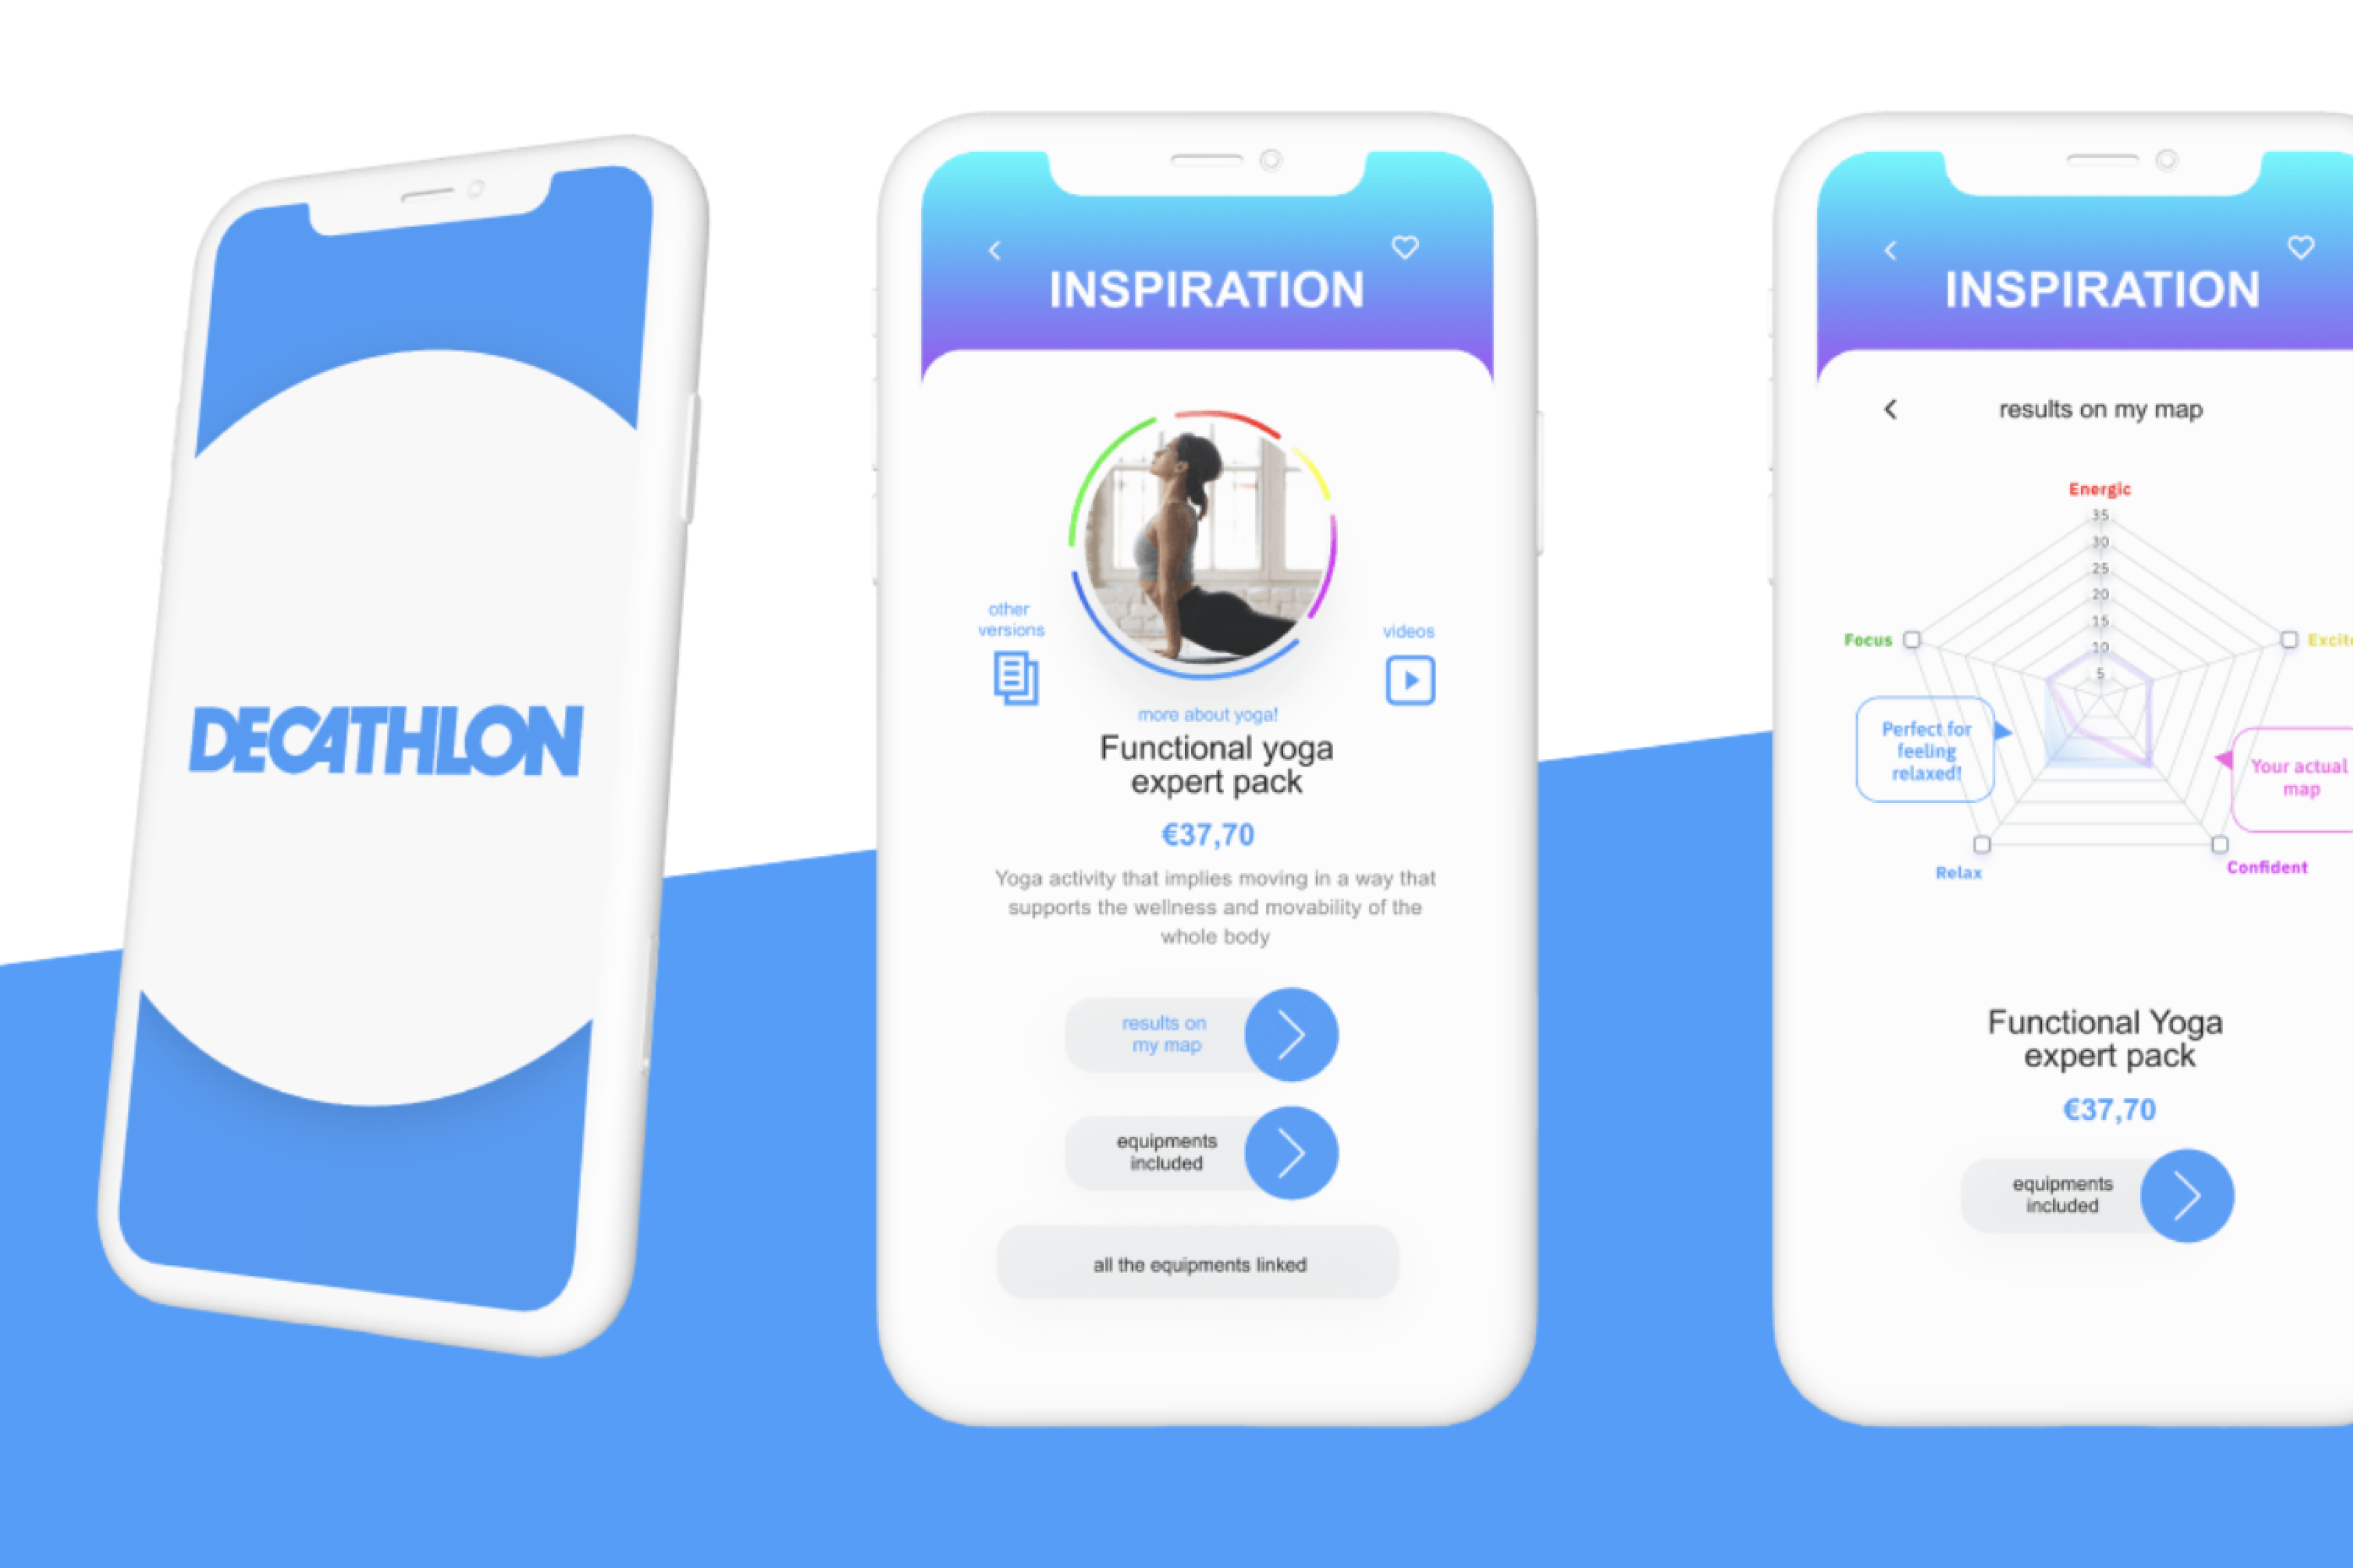 DECATHLON
INSPIRATION
other
versions
videos
more about yoga!
Functional yoga
expert pack
€37,70
Yoga activity that implies moving in a way that
supports the wellness and movability of the
whole body
results on
my map
equipments
included
all the equipments linked
INSPIRATION
results on my map
Energic
35
30
25
20
15
10
5
Focus
Perfect for
feeling
relaxed!
Your actual
map
Relax
Confident
Functional Yoga
expert pack
€37,70
equipments
included